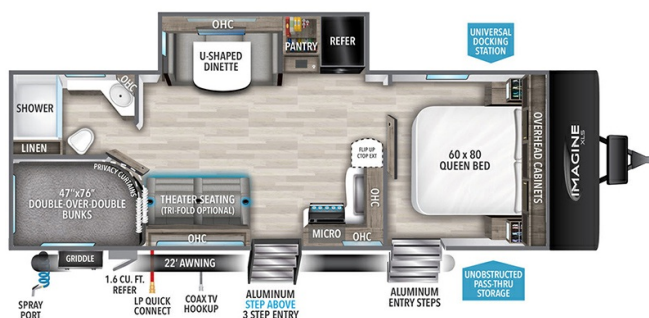 OHC
U-SHAPED
DINETTE
PANTRY
REFER
UNIVERSAL
DOCKING
STATION
OHC
SHOWER
LINEN
PRIVACY CURTAINS
47"x76"
DOUBLE-OVER-DOUBLE
BUNKS
THEATER SEATING
(TRI-FOLD OPTIONAL)
OHC
FLIP UP
CTOP EXT
OHC
MICRO
OHC
60 x 80
QUEEN BED
OVERHEAD CABINETS
IMAGINE
XLS
GRIDDLE
22' AWNING
SPRAY
PORT
1.6 CU. FT.
REFER
LP QUICK
CONNECT
COAX TV
HOOKUP
ALUMINUM
STEP ABOVE
3 STEP ENTRY
ALUMINUM
ENTRY STEPS
UNOBSTRUCTED
PASS-THRU
STORAGE